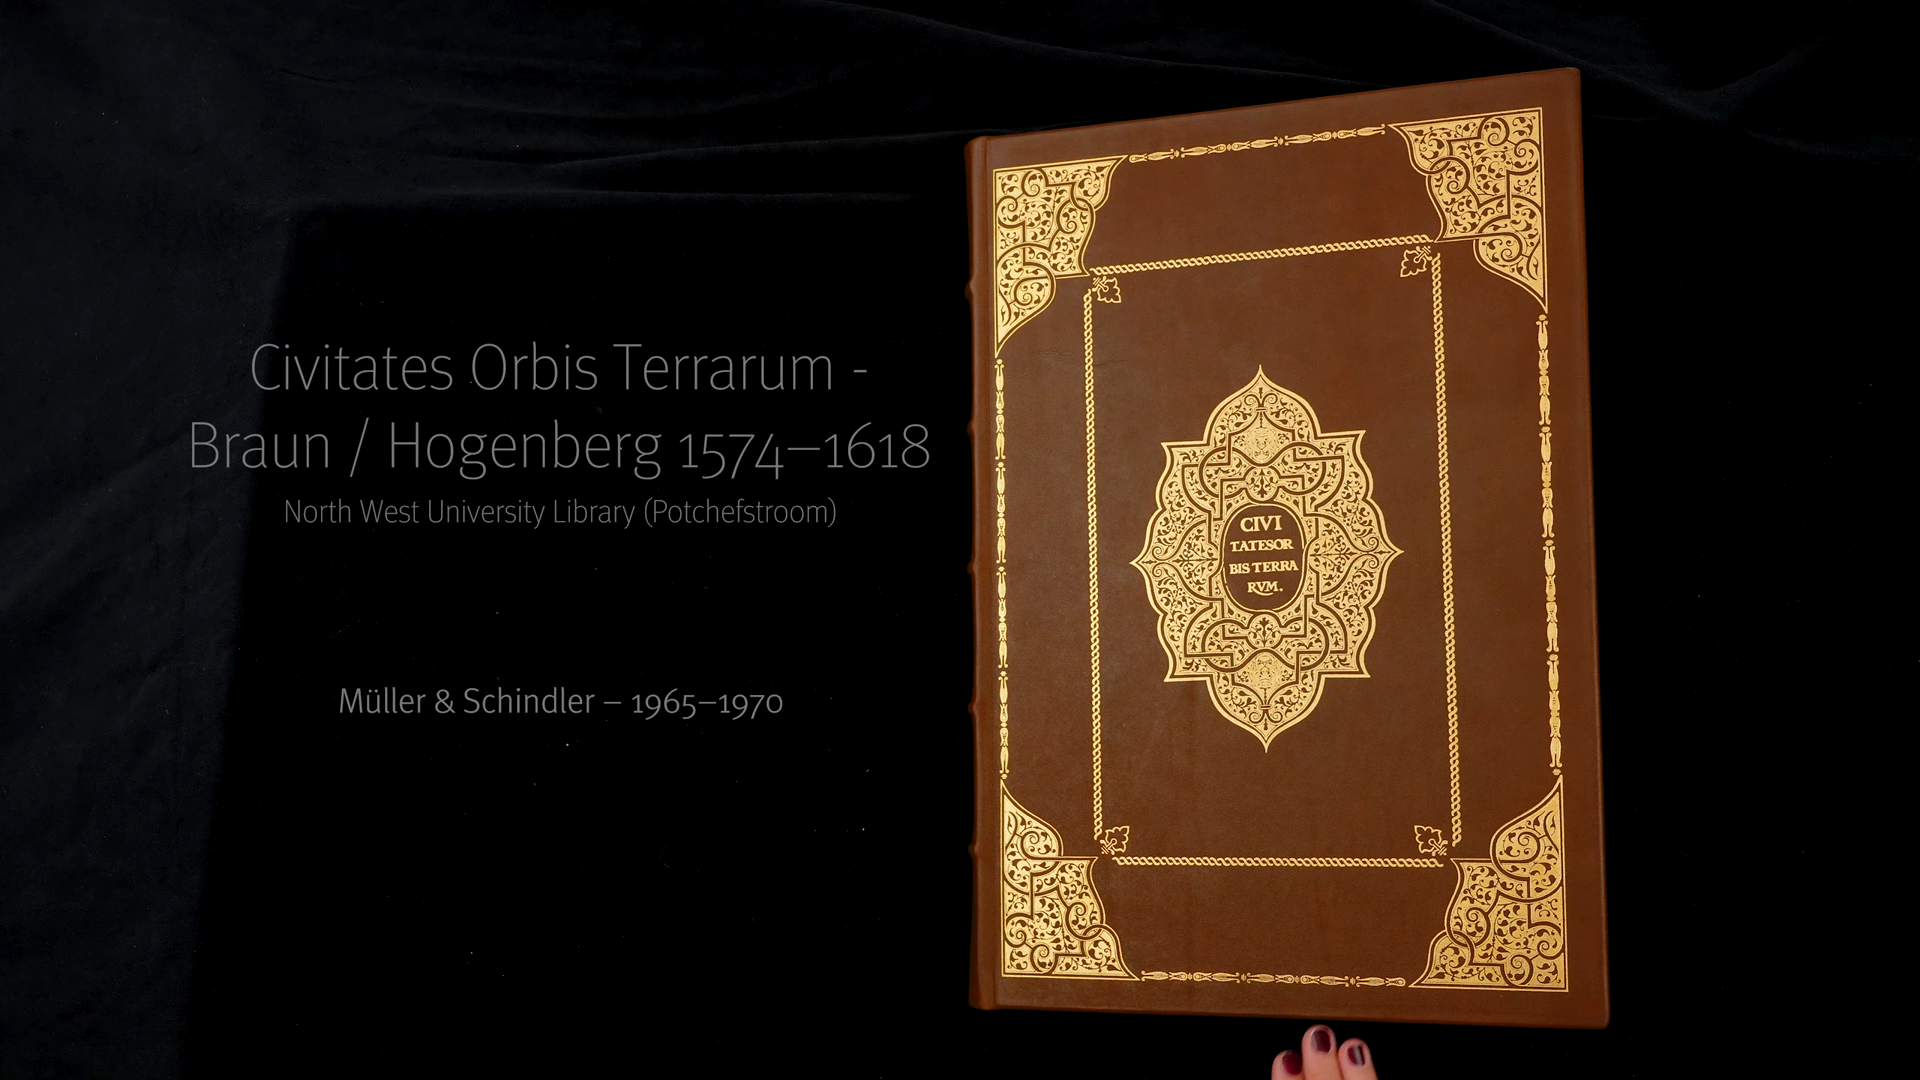 Civitates Orbis Terrarum -
Braun / Hogenberg 1574–1618
North West University Library (Potchefstroom)
Müller & Schindler – 1965–1970
CIVI
TATESOR
BIS TERRA
RVM.